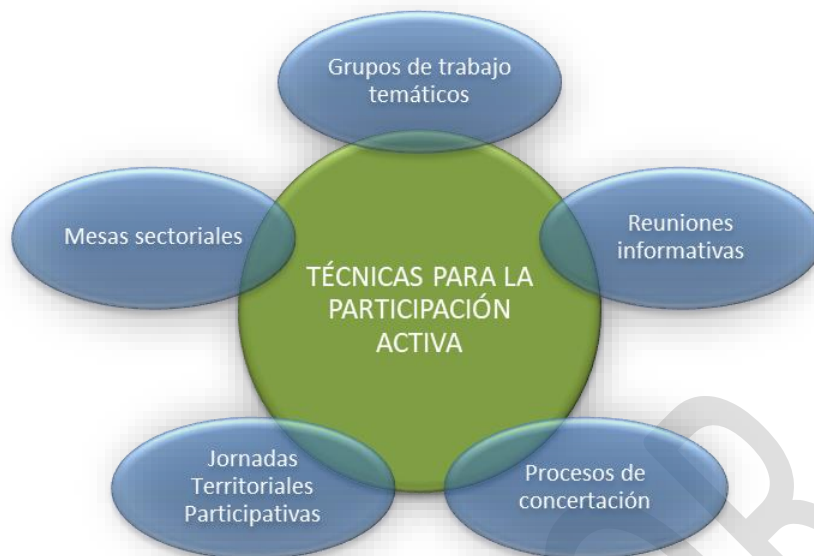 Grupos de trabajo
temáticos
Mesas sectoriales
Reuniones
informativas
TÉCNICAS PARA LA
PARTICIPACIÓN
ACTIVA
Jornadas
Territoriales
Participativas
Procesos de
concertación